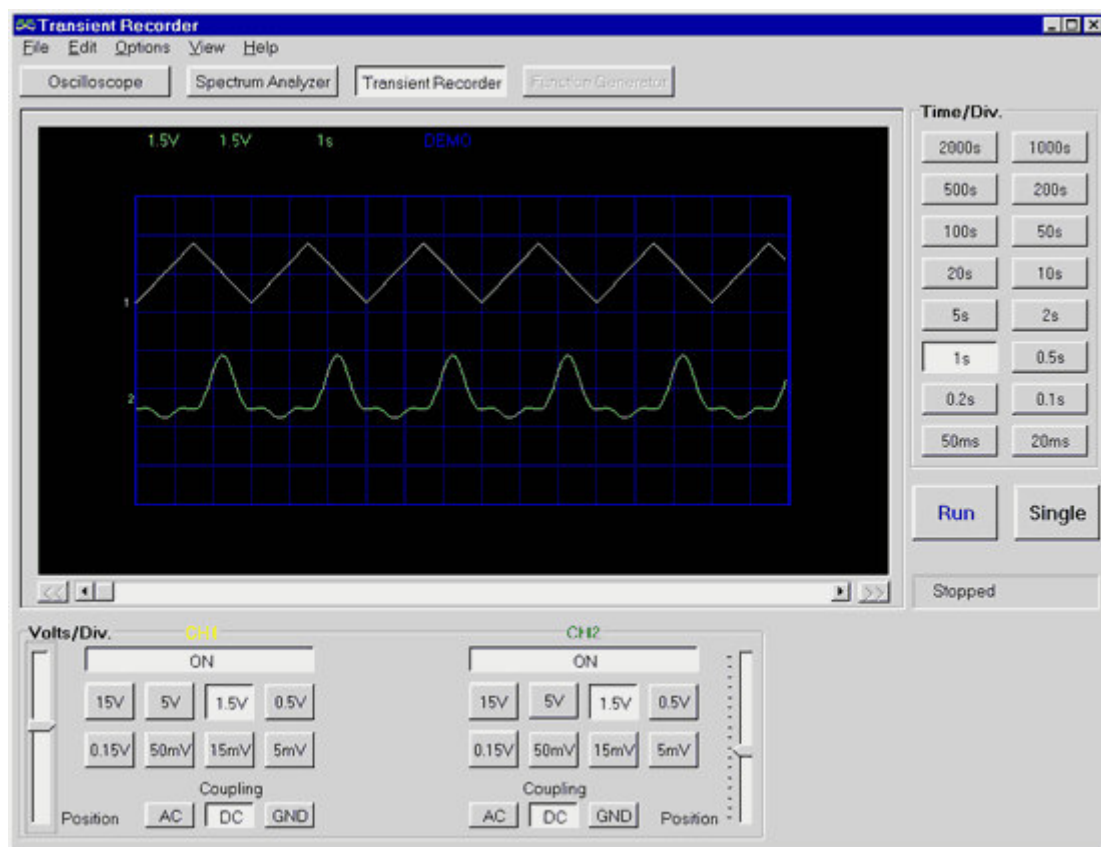 Transient Recorder
File Edit Options View Help
Oscilloscope Spectrum Analyzer Transient Recorder Function Generator
1.5V 1.5V 1s DEMO
1
2
Time/Div.
2000s 1000s
500s 200s
100s 50s
20s 10s
5s 2s
1s 0.5s
0.2s 0.1s
50ms 20ms
Run Single
<< >>
Stopped
Volts/Div. CH1 CH2
ON ON
15V 5V 1.5V 0.5V 15V 5V 1.5V 0.5V
0.15V 50mV 15mV 5mV 0.15V 50mV 15mV 5mV
Coupling Coupling
Position AC DC GND AC DC GND Position